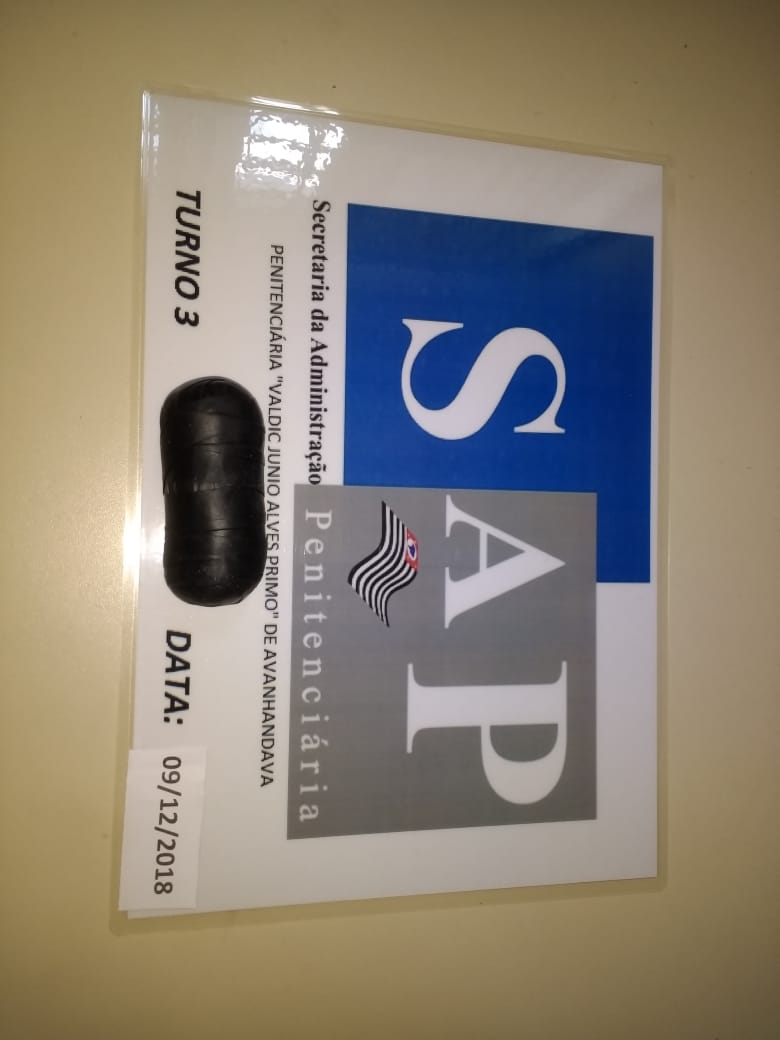 SAP
Secretaria da Administração
Penitenciária
PENITENCIÁRIA "VALDIC JUNIO ALVES PRIMO" DE AVANHANDAVA
TURNO 3 DATA: 09/12/2018